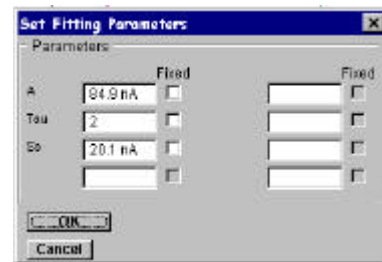 Set Fitting Parameters
Parameters
Fixed Fixed
A 84.9 nA
Tau 2
So 20.1 nA
OK
Cancel